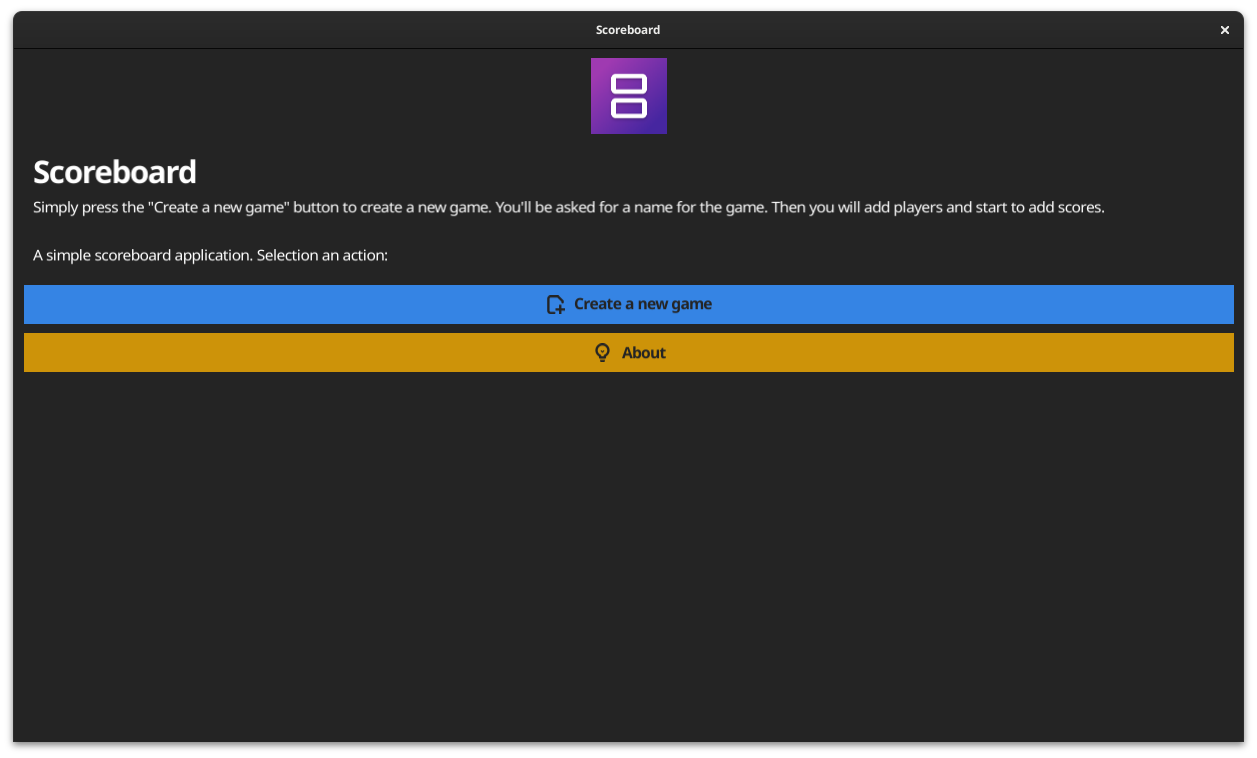 Scoreboard
Scoreboard
Simply press the "Create a new game" button to create a new game. You'll be asked for a name for the game. Then you will add players and start to add scores.
A simple scoreboard application. Selection an action:
Create a new game
About